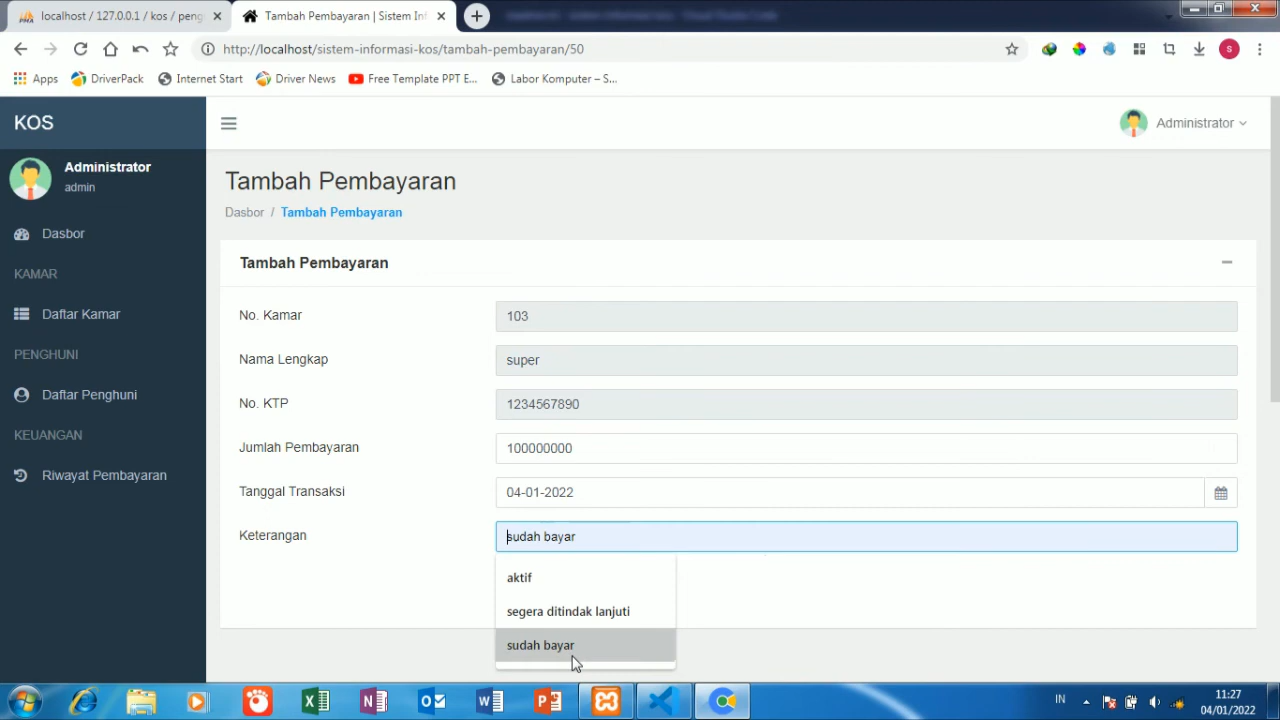 localhost / 127.0.0.1 / kos / peng
Tambah Pembayaran | Sistem Inf
http://localhost/sistem-informasi-kos/tambah-pembayaran/50
S
Apps
DriverPack
Internet Start
Driver News
Free Template PPT E...
Labor Komputer – S...
KOS
Administrator
Administrator
admin
Tambah Pembayaran
Dasbor / Tambah Pembayaran
Dasbor
KAMAR
Daftar Kamar
PENGHUNI
Daftar Penghuni
KEUANGAN
Riwayat Pembayaran
Tambah Pembayaran
No. Kamar
103
Nama Lengkap
super
No. KTP
1234567890
Jumlah Pembayaran
100000000
Tanggal Transaksi
04-01-2022
Keterangan
sudah bayar
aktif
segera ditindak lanjuti
sudah bayar
IN
11:27
04/01/2022